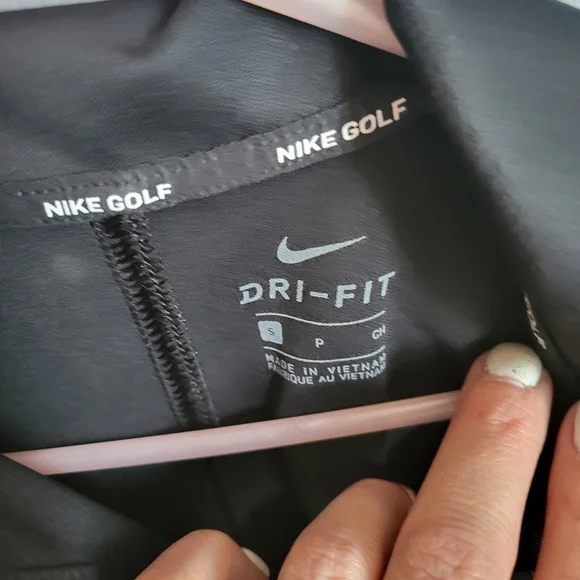 NIKE GOLF
NIKE GOLF
DRI-FIT
S P CH
MADE IN VIETNAM
FABRIQUE AU VIETNAM